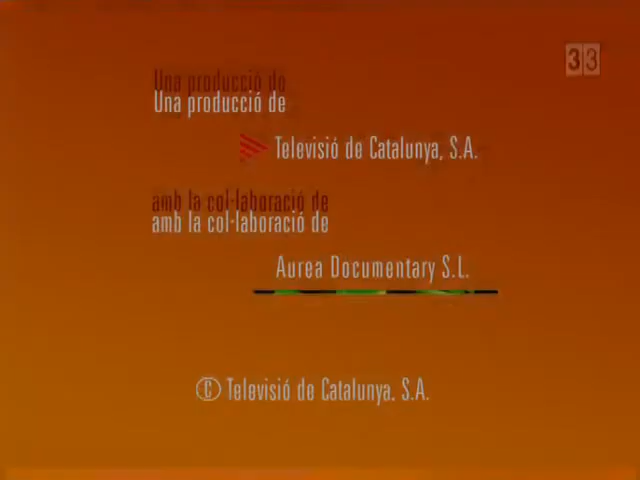 33
Una producció de
Una producció de
Televisió de Catalunya, S.A.
amb la col·laboració de
amb la col·laboració de
Aurea Documentary S.L.
© Televisió de Catalunya, S.A.